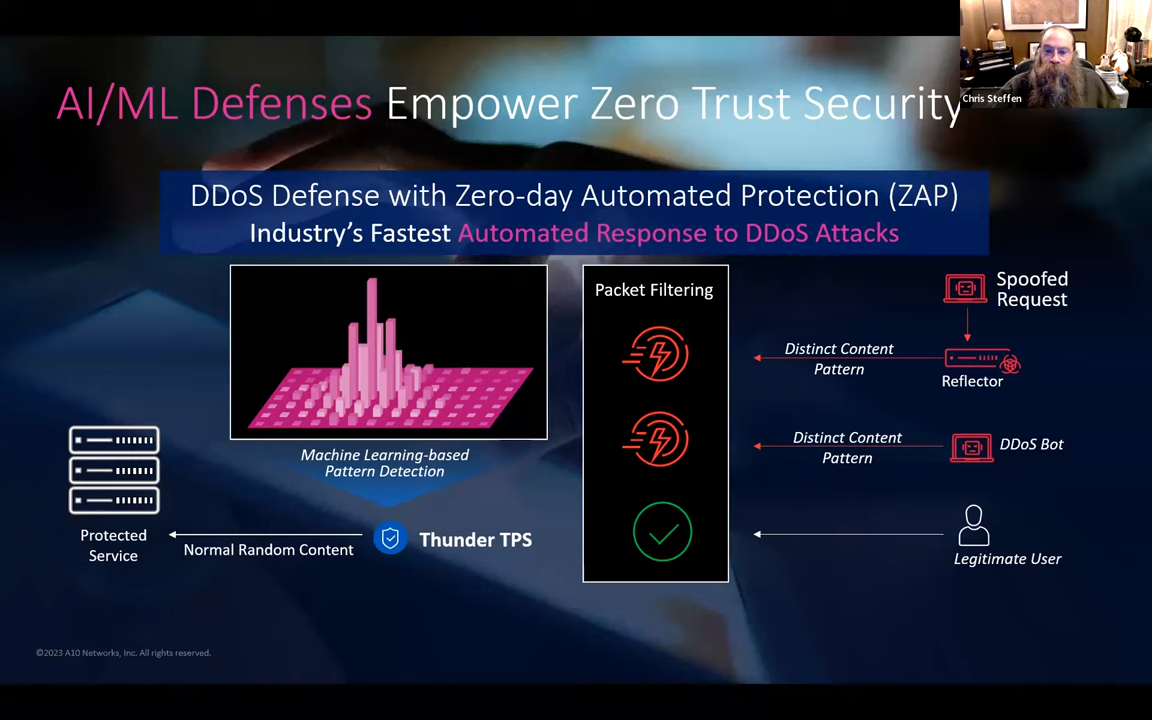 AI/ML Defenses Empower Zero Trust Security
Chris Steffen
DDoS Defense with Zero-day Automated Protection (ZAP)
Industry's Fastest Automated Response to DDoS Attacks
Packet Filtering
Spoofed
Request
Distinct Content
Pattern
Reflector
Distinct Content
Pattern
DDoS Bot
Machine Learning-based
Pattern Detection
Protected
Service
Normal Random Content
Thunder TPS
Legitimate User
©2023 A10 Networks, Inc. All rights reserved.